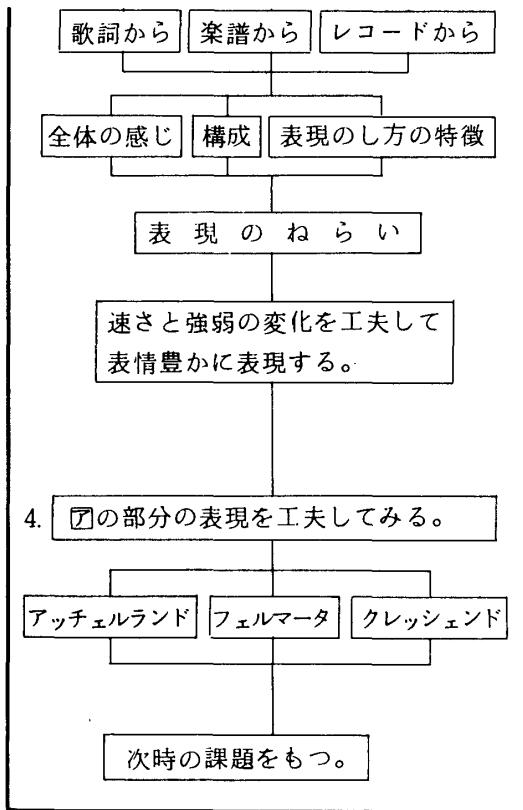 歌詞から 楽譜から レコードから
全体の感じ 構成 表現のし方の特徴
表現のねらい
速さと強弱の変化を工夫して
表情豊かに表現する。
4. アの部分の表現を工夫してみる。
アッチェルランド フェルマータ クレッシェンド
次時の課題をもつ。